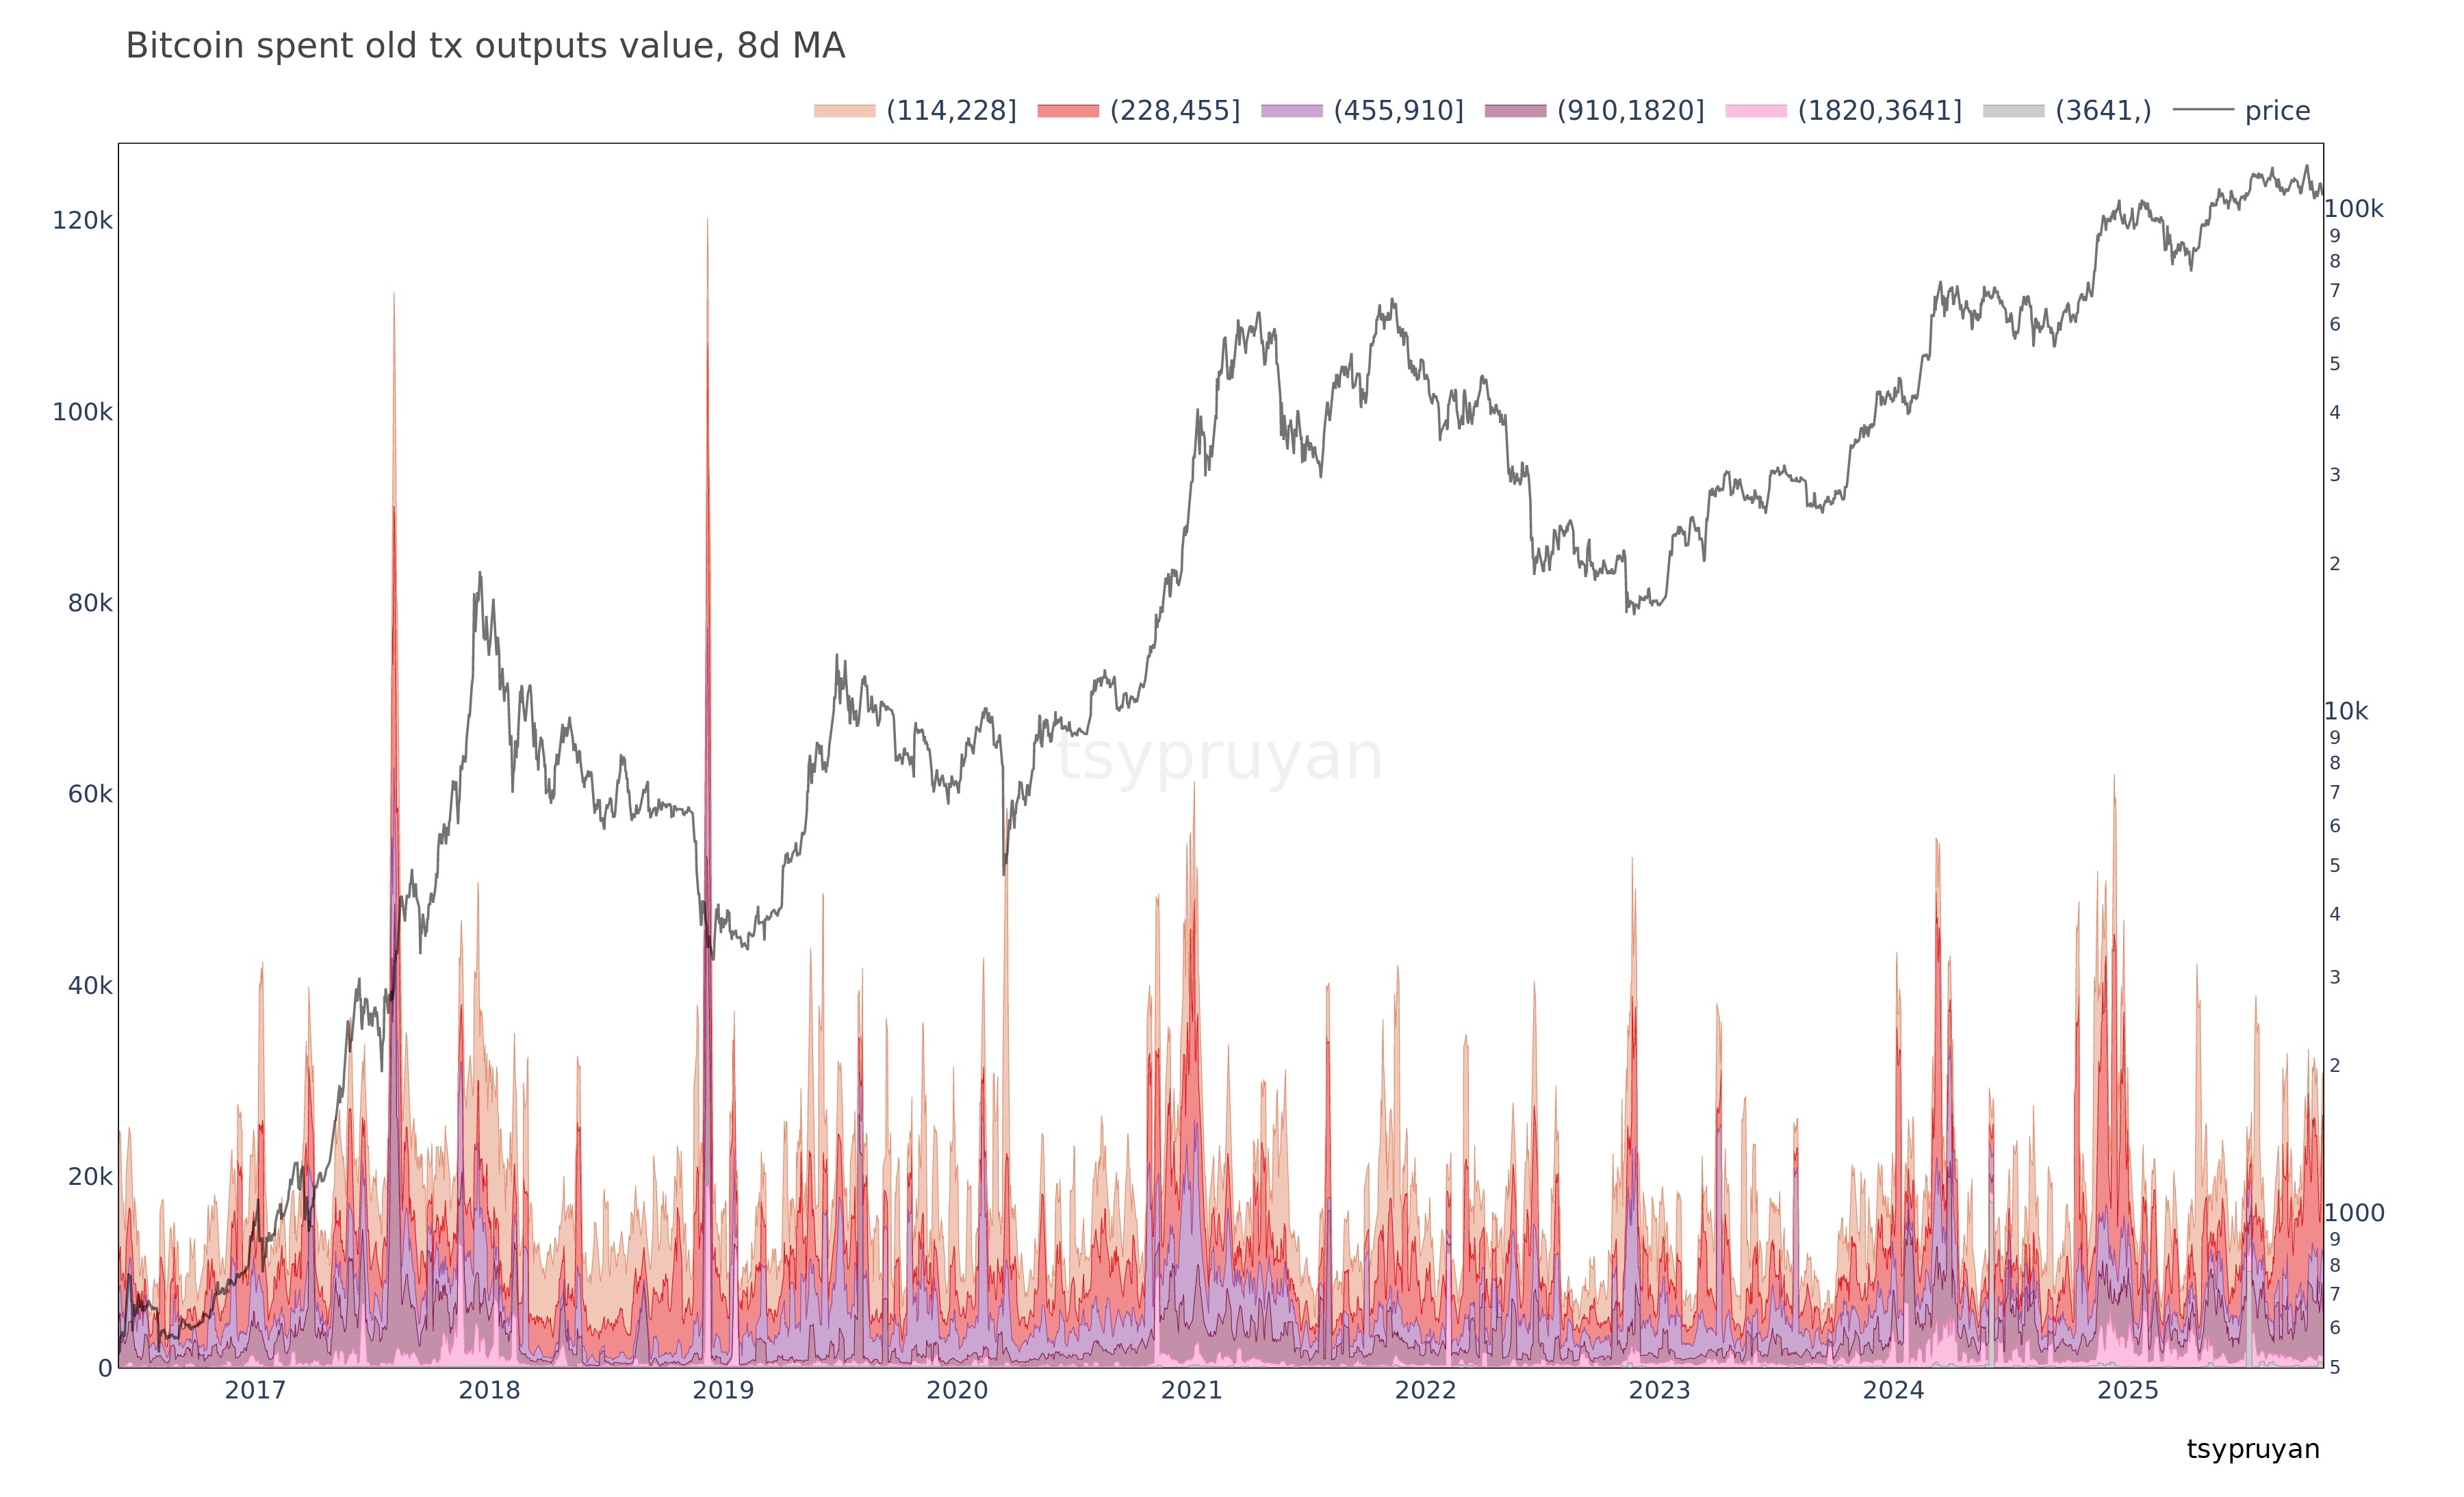 Bitcoin spent old tx outputs value, 8d MA
(114,228] (228,455] (455,910] (910,1820] (1820,3641] (3641,) price
120k
100k
80k
60k
40k
20k
0
100k
9
8
7
6
5
4
3
2
10k
9
8
7
6
5
4
3
2
1000
9
8
7
6
5
tsypruyan
2017 2018 2019 2020 2021 2022 2023 2024 2025
tsypruyan